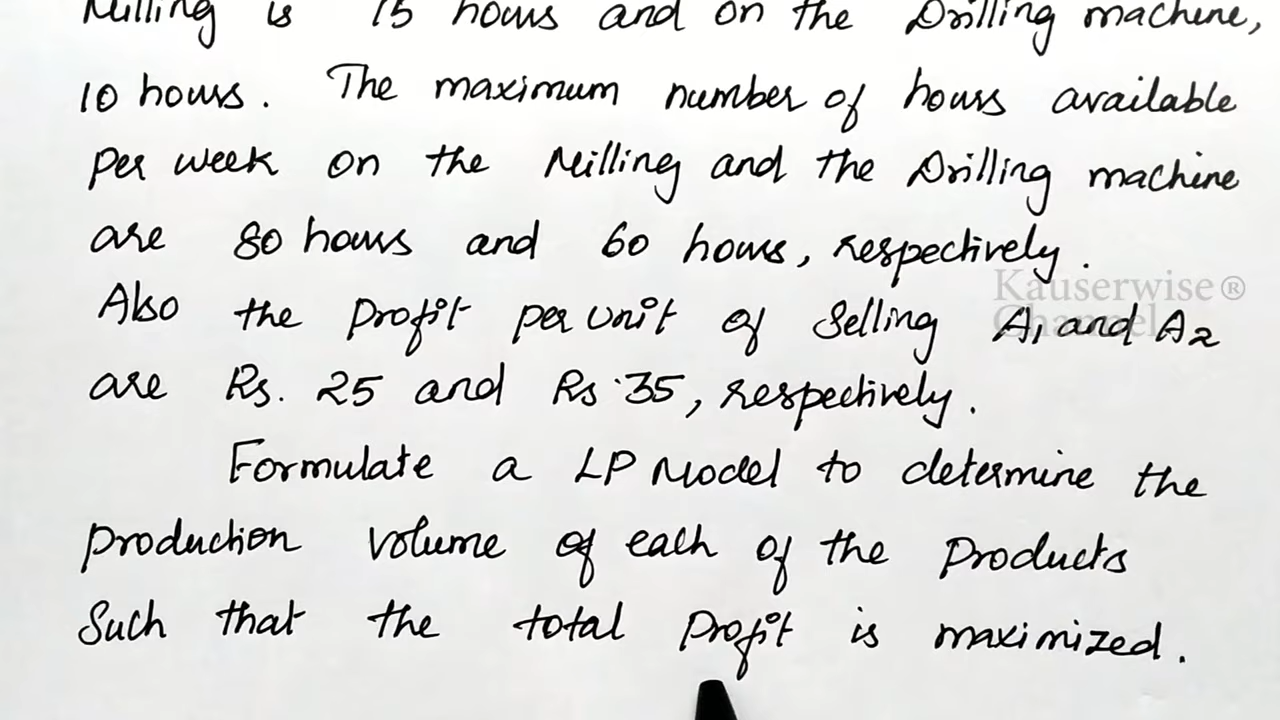 Milling is 15 hours and on the Drilling machine,
10 hours. The maximum number of hours available
per week on the Milling and the Drilling machine
are 80 hours and 60 hours, respectively.
Also the Profit per unit of Selling A1 and A2
are Rs. 25 and Rs. 35, respectively.
Formulate a LP Model to determine the
production volume of each of the Products
Such that the total Profit is maximized.
Kauserwise®
Channel